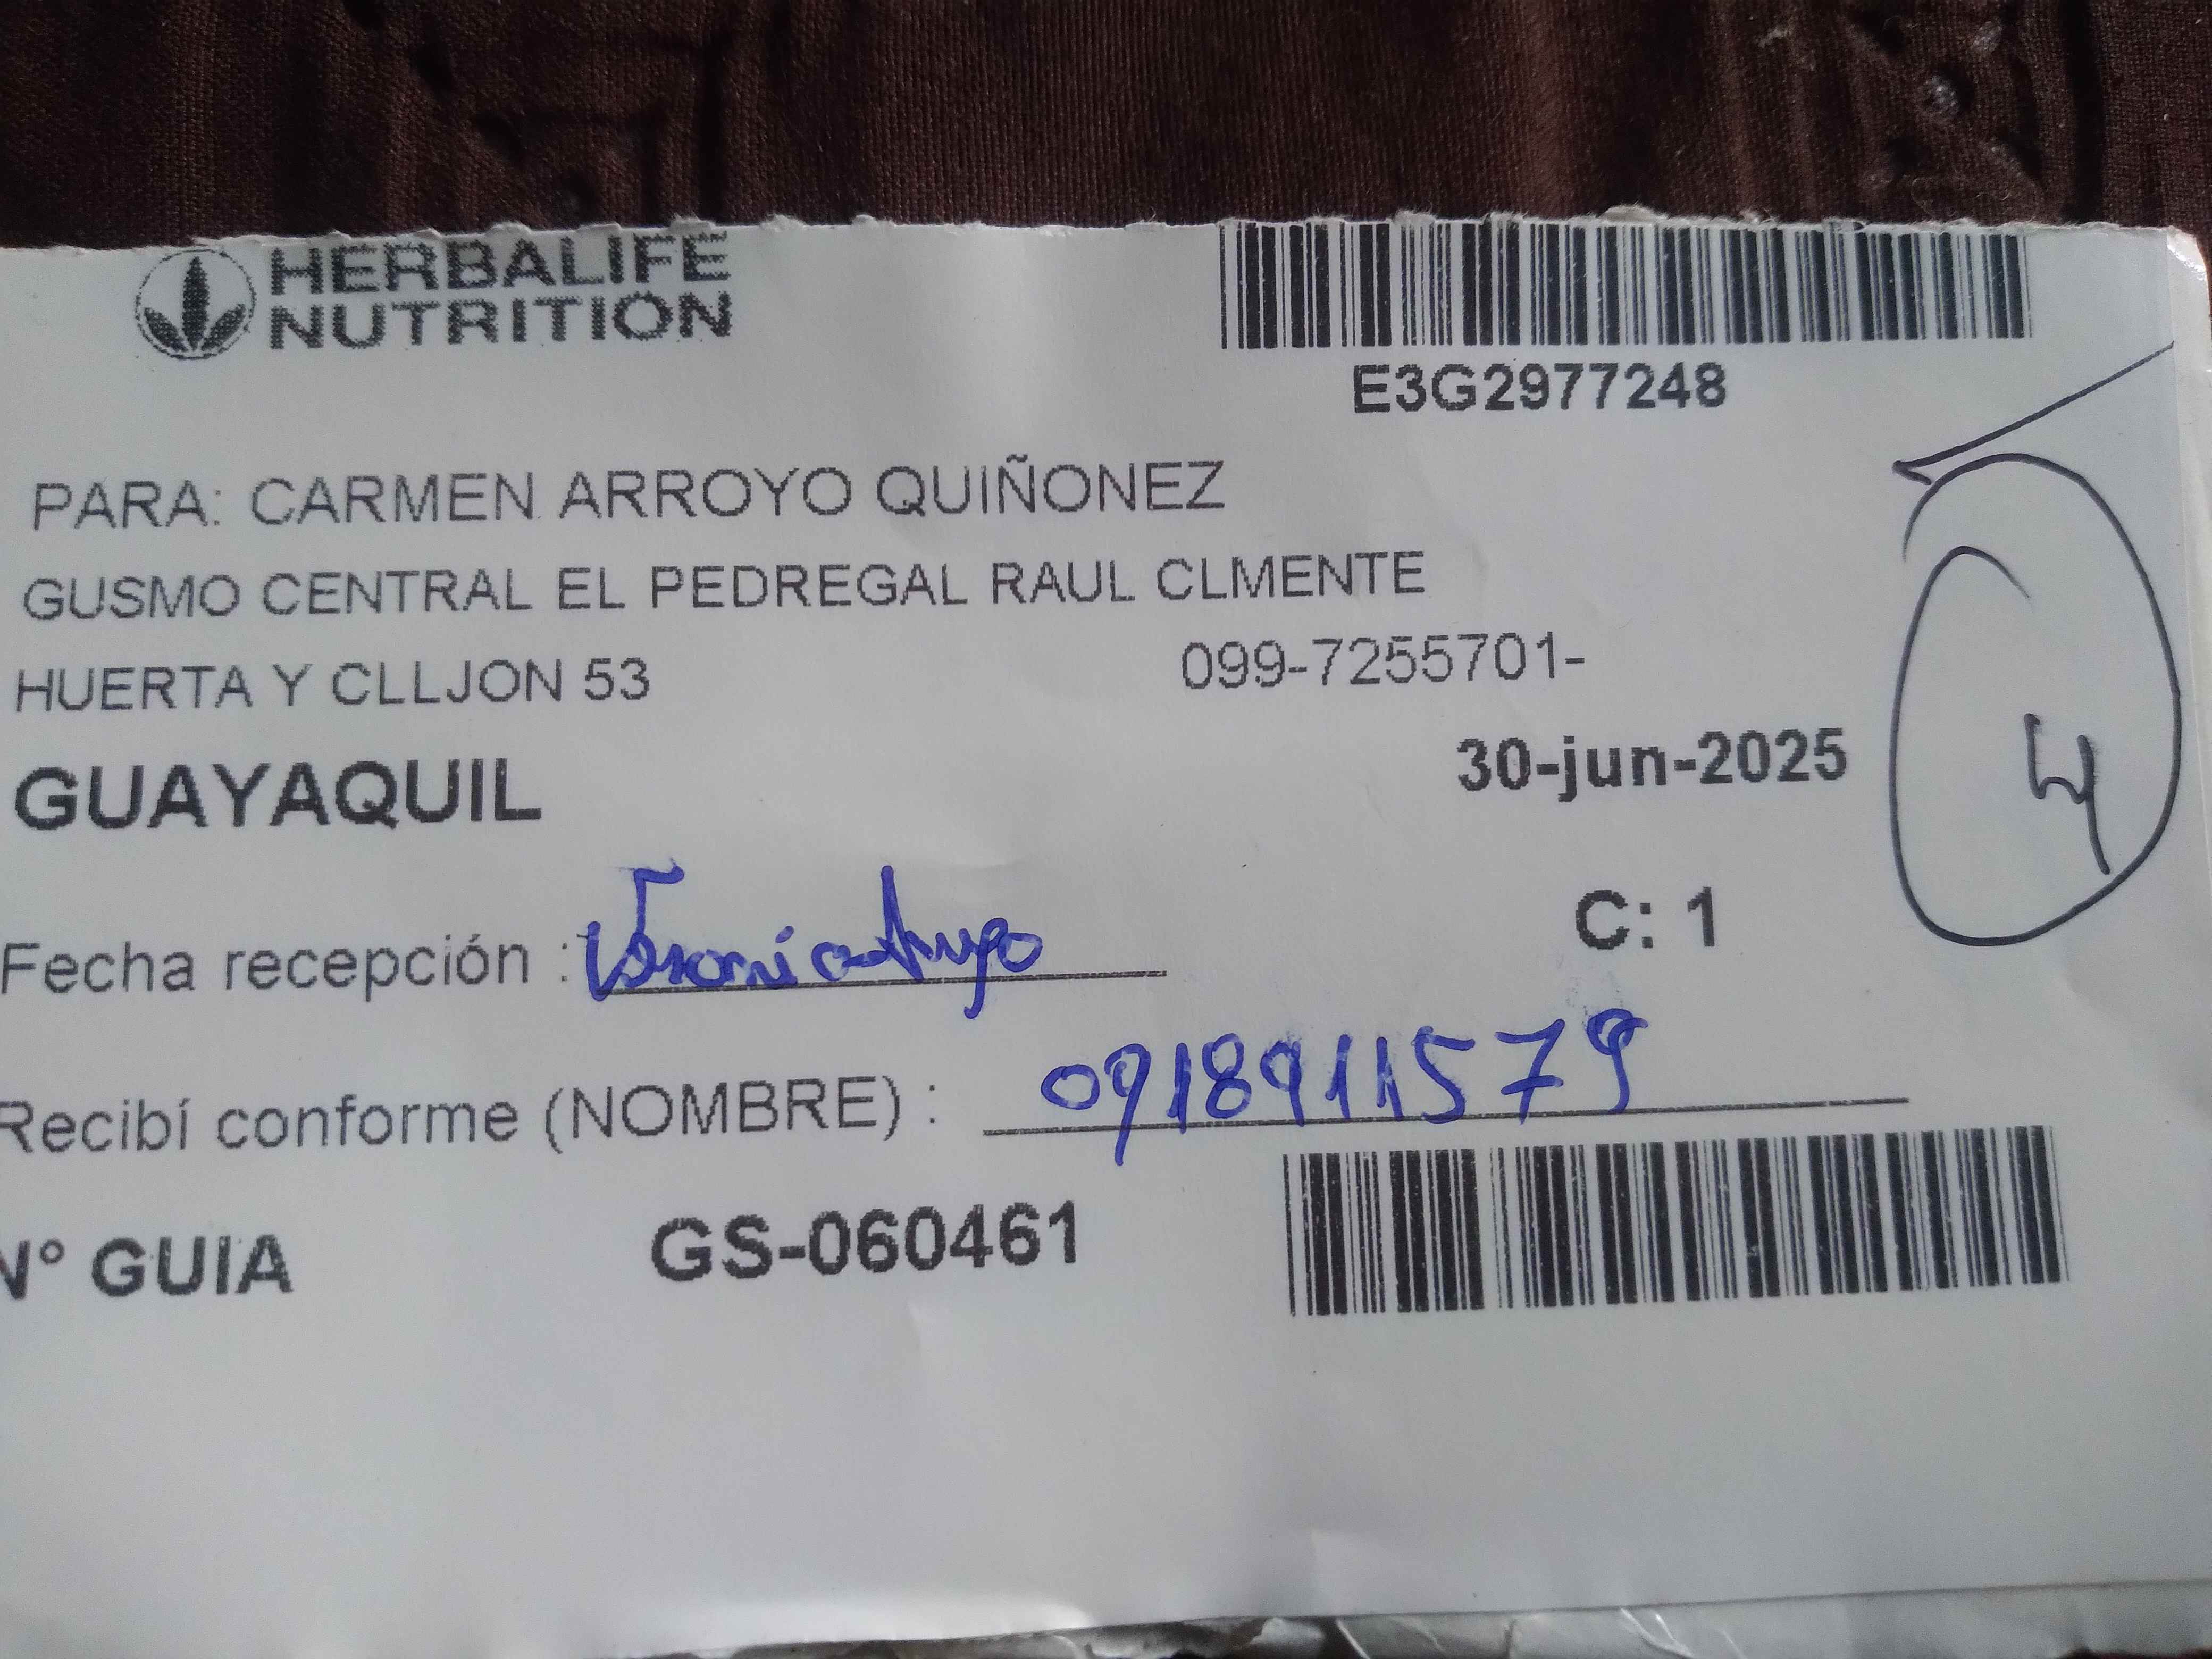 HERBALIFE
NUTRITION
E3G2977248
PARA: CARMEN ARROYO QUIÑONEZ
GUSMO CENTRAL EL PEDREGAL RAUL CLMENTE
HUERTA Y CLLJON 53 099-7255701-
30-jun-2025
GUAYAQUIL
4
C: 1
Fecha recepción :
Recibí conforme (NOMBRE) : 0918911579
N° GUIA GS-060461